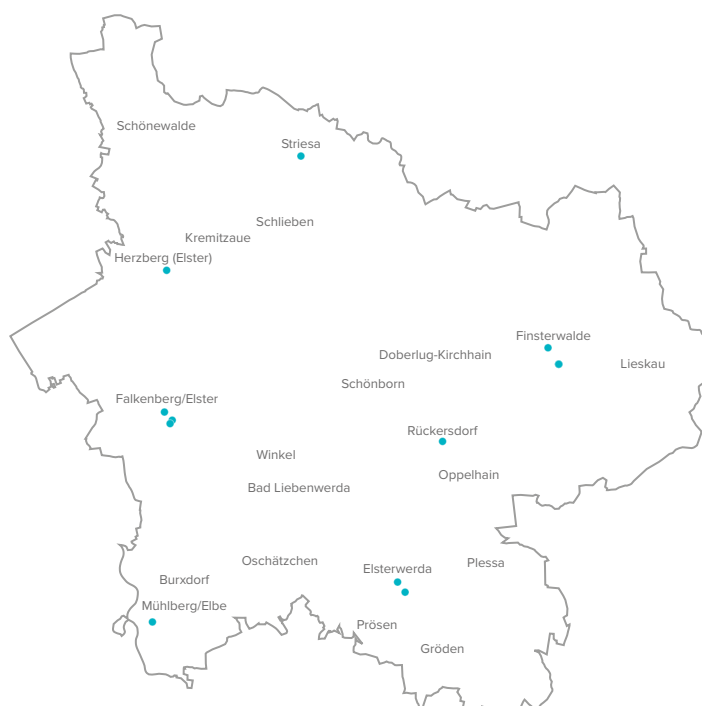 Schönewalde
Striesa
Schlieben
Kremitzaue
Herzberg (Elster)
Finsterwalde
Doberlug-Kirchhain
Lieskau
Schönborn
Falkenberg/Elster
Rückersdorf
Winkel
Oppelhain
Bad Liebenwerda
Oschätzchen
Plessa
Elsterwerda
Burxdorf
Mühlberg/Elbe
Prösen
Gröden